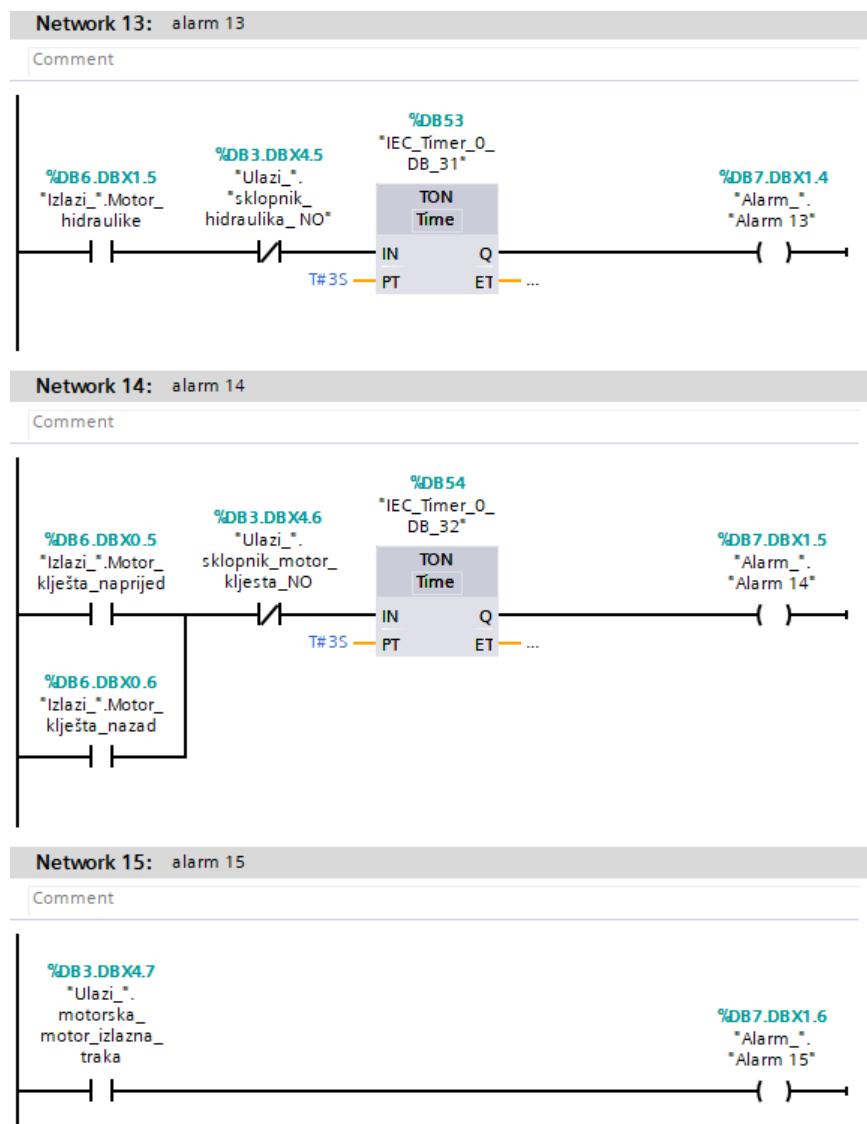 Network 13: alarm 13
Comment
%DB53
"IEC_Timer_0_
DB_31"
%DB3.DBX4.5
"Ulazi_".
"sklopnik_
hidraulika_ NO"
%DB6.DBX1.5
"Izlazi_".Motor_
hidraulike
TON
Time
%DB7.DBX1.4
"Alarm_".
"Alarm 13"
IN Q
T#3S PT ET ...
Network 14: alarm 14
Comment
%DB54
"IEC_Timer_0_
DB_32"
%DB3.DBX4.6
"Ulazi_".
sklopnik_motor_
kljesta_NO
%DB6.DBX0.5
"Izlazi_".Motor_
klješta_naprijed
TON
Time
%DB7.DBX1.5
"Alarm_".
"Alarm 14"
IN Q
T#3S PT ET ...
%DB6.DBX0.6
"Izlazi_".Motor_
klješta_nazad
Network 15: alarm 15
Comment
%DB3.DBX4.7
"Ulazi_".
motorska_
motor_izlazna_
traka
%DB7.DBX1.6
"Alarm_".
"Alarm 15"